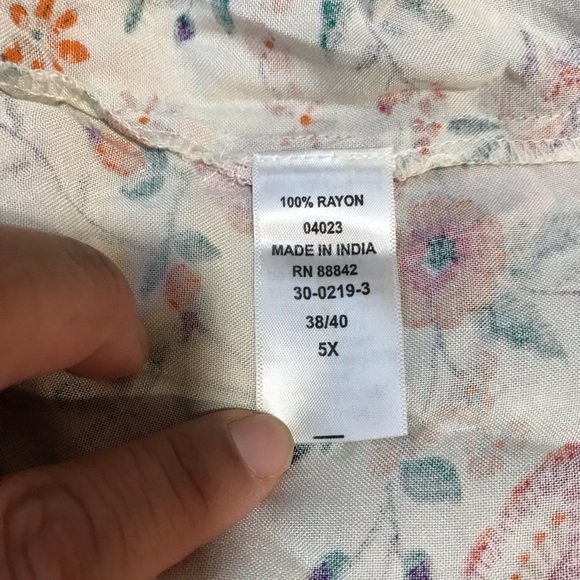 100% RAYON
04023
MADE IN INDIA
RN 88842
30-0219-3
38/40
5X